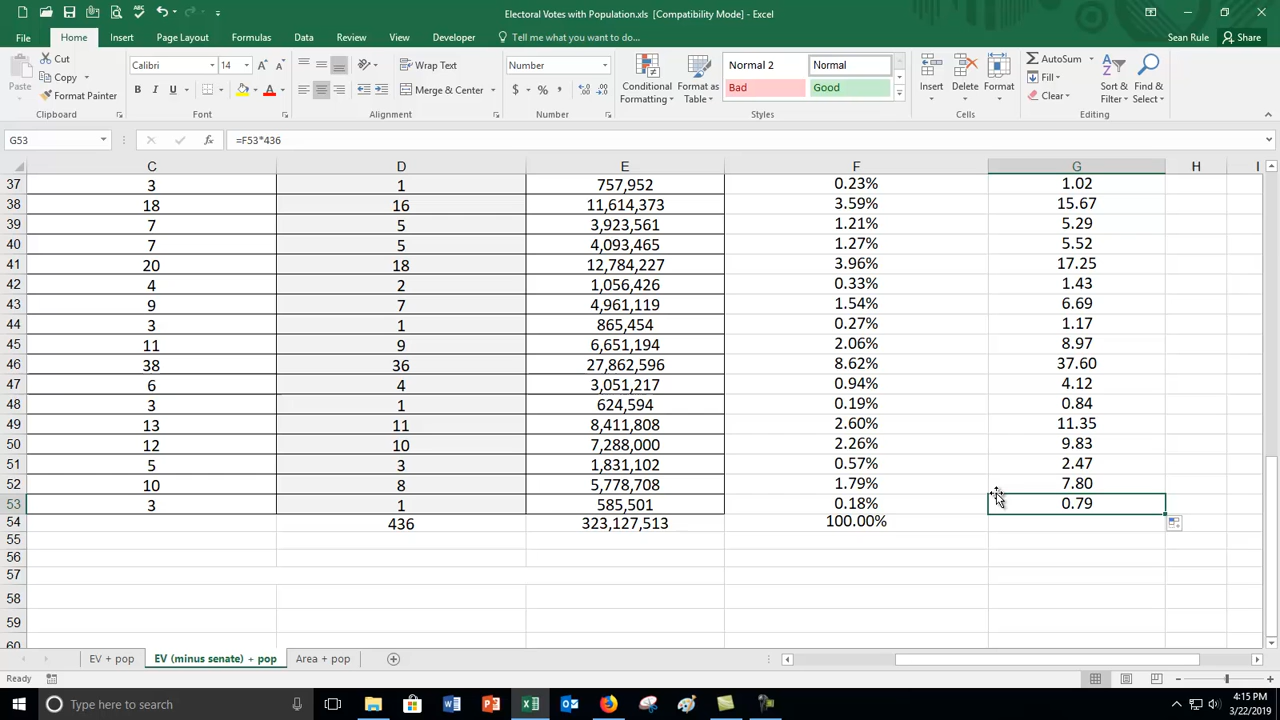 Electoral Votes with Population.xls [Compatibility Mode] - Excel
File Home Insert Page Layout Formulas Data Review View Developer Tell me what you want to do... Sean Rule Share
Cut
Copy
Format Painter
Paste
Clipboard
Calibri 14
B I U
Font
Wrap Text
Merge & Center
Alignment
Number
$ % ,
Number
Conditional Formatting
Format as Table
Normal 2 Normal
Bad Good
Styles
Insert Delete Format
Cells
AutoSum
Fill
Clear
Sort & Filter
Find & Select
Editing
G53 =F53*436
C D E F G H I
37 3 1 757,952 0.23% 1.02
38 18 16 11,614,373 3.59% 15.67
39 7 5 3,923,561 1.21% 5.29
40 7 5 4,093,465 1.27% 5.52
41 20 18 12,784,227 3.96% 17.25
42 4 2 1,056,426 0.33% 1.43
43 9 7 4,961,119 1.54% 6.69
44 3 1 865,454 0.27% 1.17
45 11 9 6,651,194 2.06% 8.97
46 38 36 27,862,596 8.62% 37.60
47 6 4 3,051,217 0.94% 4.12
48 3 1 624,594 0.19% 0.84
49 13 11 8,411,808 2.60% 11.35
50 12 10 7,288,000 2.26% 9.83
51 5 3 1,831,102 0.57% 2.47
52 10 8 5,778,708 1.79% 7.80
53 3 1 585,501 0.18% 0.79
54 436 323,127,513 100.00%
55
56
57
58
59
60
EV + pop EV (minus senate) + pop Area + pop
Ready
Type here to search
4:15 PM
3/22/2019